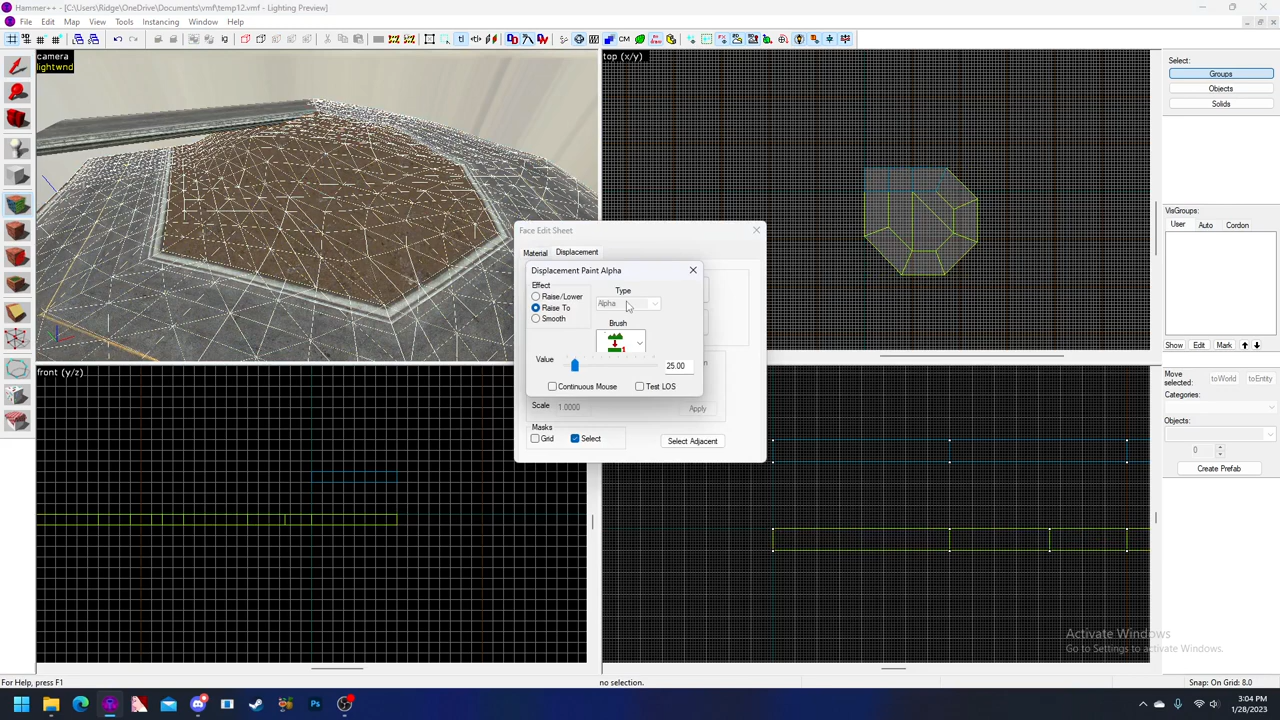 Hammer++ - [C:\Users\Ridge\OneDrive\Documents\vmf\temp12.vmf - Lighting Preview]
File Edit Map View Tools Instancing Window Help
camera
lightwnd
top (x/y)
front (y/z)
Select:
Groups
Objects
Solids
VisGroups:
User Auto Cordon
Show Edit Mark
Move selected:
toWorld toEntity
Categories:
Objects:
0
Create Prefab
Face Edit Sheet
Material Displacement
Displacement Paint Alpha
Effect
Raise/Lower
Raise To
Smooth
Type
Alpha
Brush
Value 25.00
Continuous Mouse Test LOS
Scale 1.0000 Apply
Masks
Grid Select Select Adjacent
Activate Windows
Go to Settings to activate Windows.
For Help, press F1 no selection. Snap: On Grid: 8.0
3:04 PM
1/28/2023